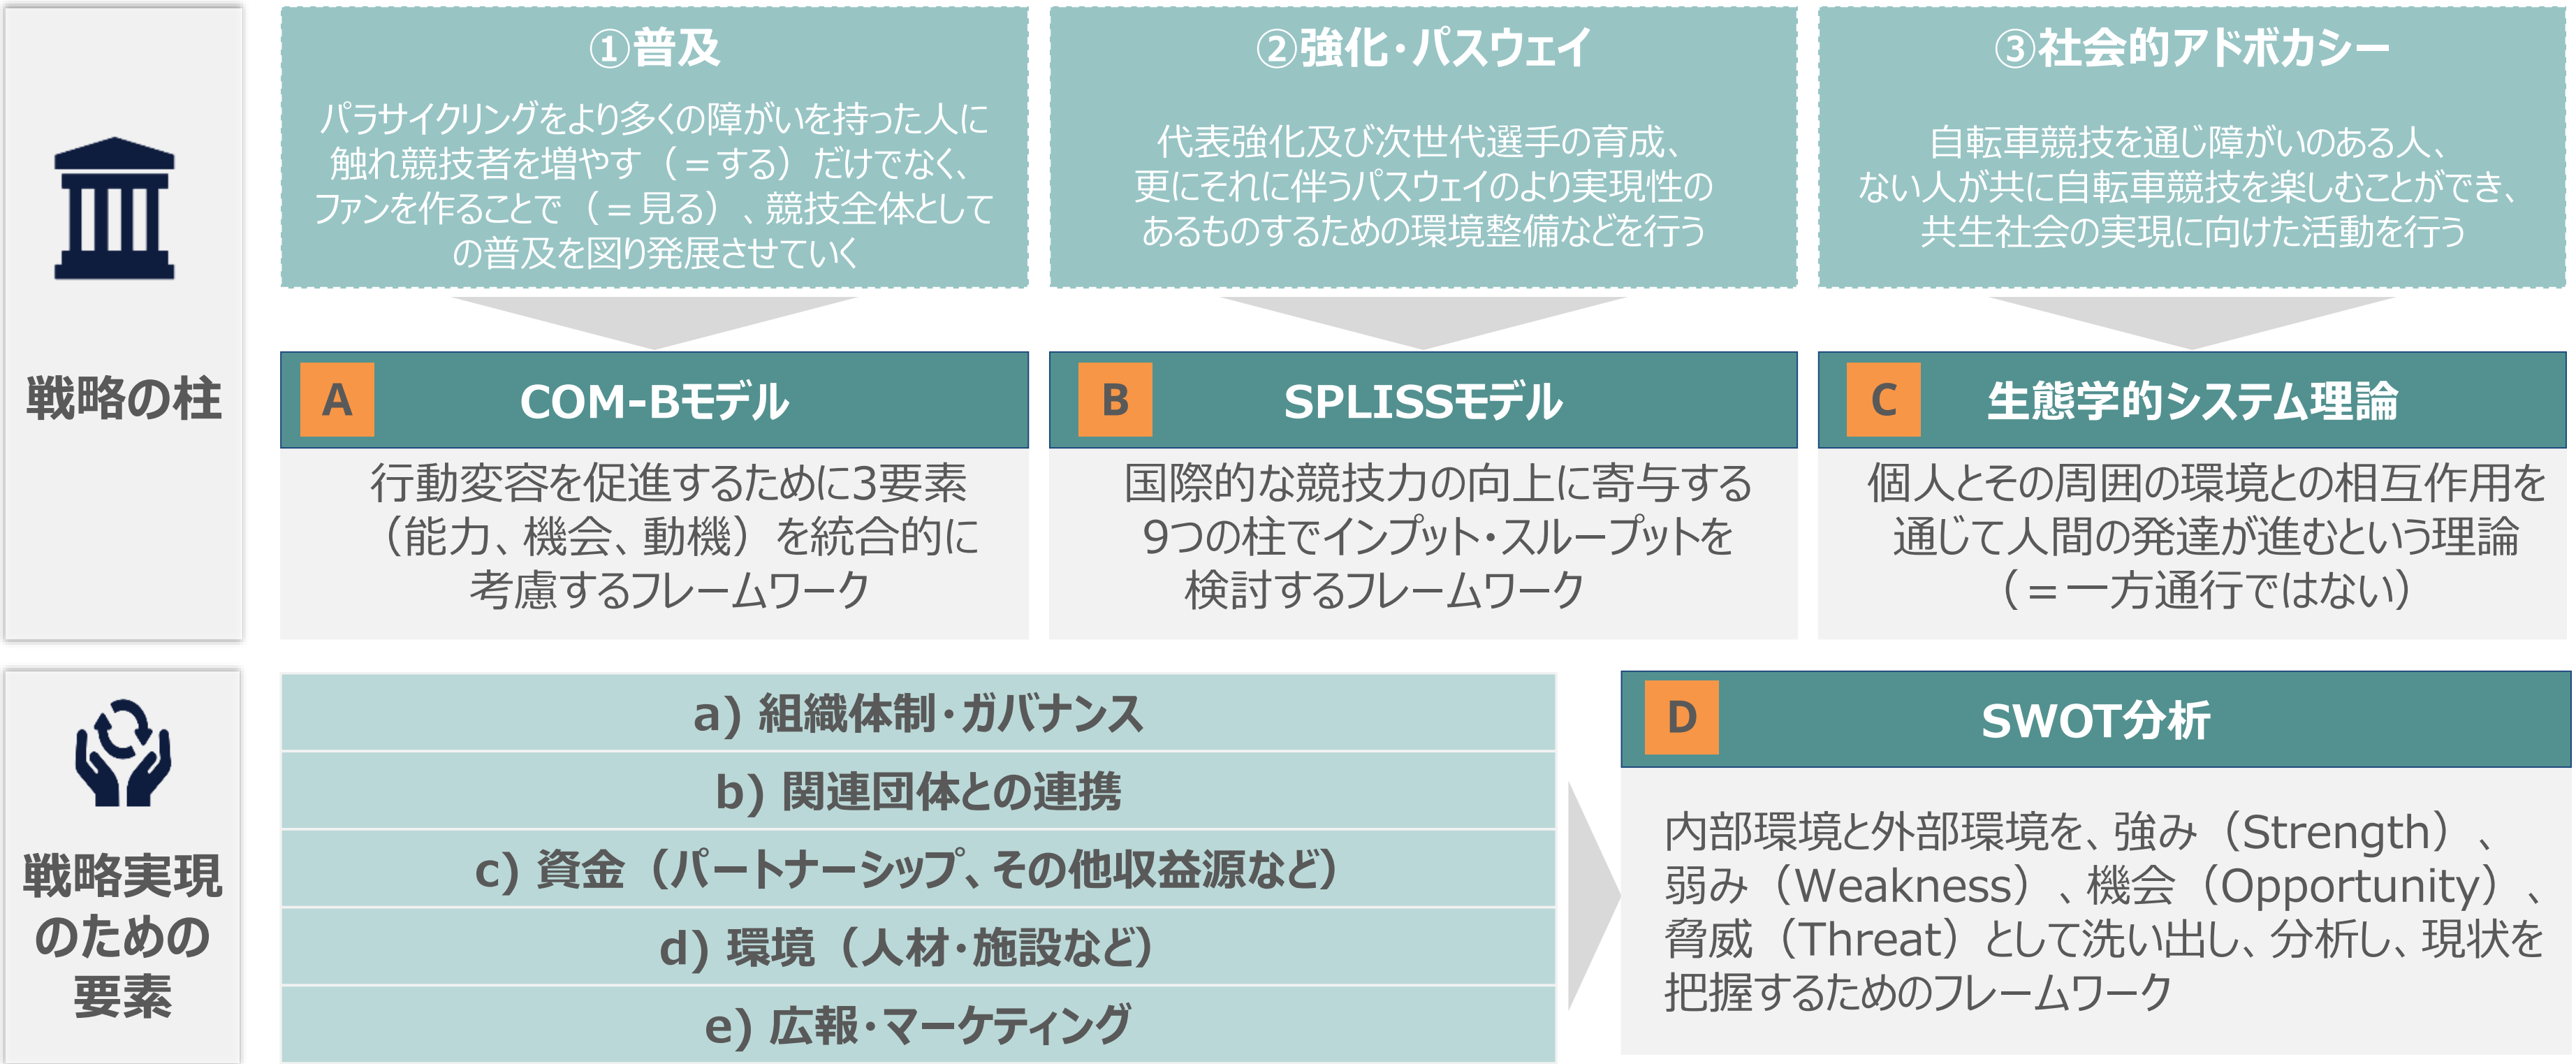 戦略の柱
①普及
パラサイクリングをより多くの障がいを持った人に
触れ競技者を増やす（＝する）だけでなく、
ファンを作ることで（＝見る）、競技全体として
の普及を図り発展させていく
②強化・パスウェイ
代表強化及び次世代選手の育成、
更にそれに伴うパスウェイのより実現性の
あるものするための環境整備などを行う
③社会的アドボカシー
自転車競技を通じ障がいのある人、
ない人が共に自転車競技を楽しむことができ、
共生社会の実現に向けた活動を行う
A COM-Bモデル
行動変容を促進するために3要素
（能力、機会、動機）を統合的に
考慮するフレームワーク
B SPLISSモデル
国際的な競技力の向上に寄与する
9つの柱でインプット・スループットを
検討するフレームワーク
C 生態学的システム理論
個人とその周囲の環境との相互作用を
通じて人間の発達が進むという理論
（＝一方通行ではない）
戦略実現
のための
要素
a) 組織体制・ガバナンス
b) 関連団体との連携
c) 資金（パートナーシップ、その他収益源など）
d) 環境（人材・施設など）
e) 広報・マーケティング
D SWOT分析
内部環境と外部環境を、強み（Strength）、
弱み（Weakness）、機会（Opportunity）、
脅威（Threat）として洗い出し、分析し、現状を
把握するためのフレームワーク